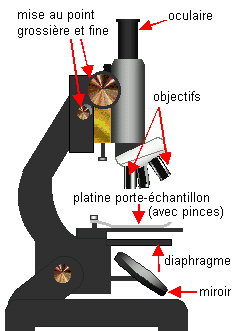 mise au point
grossière et fine
oculaire
objectifs
platine porte-échantillon
(avec pinces)
diaphragme
miroir